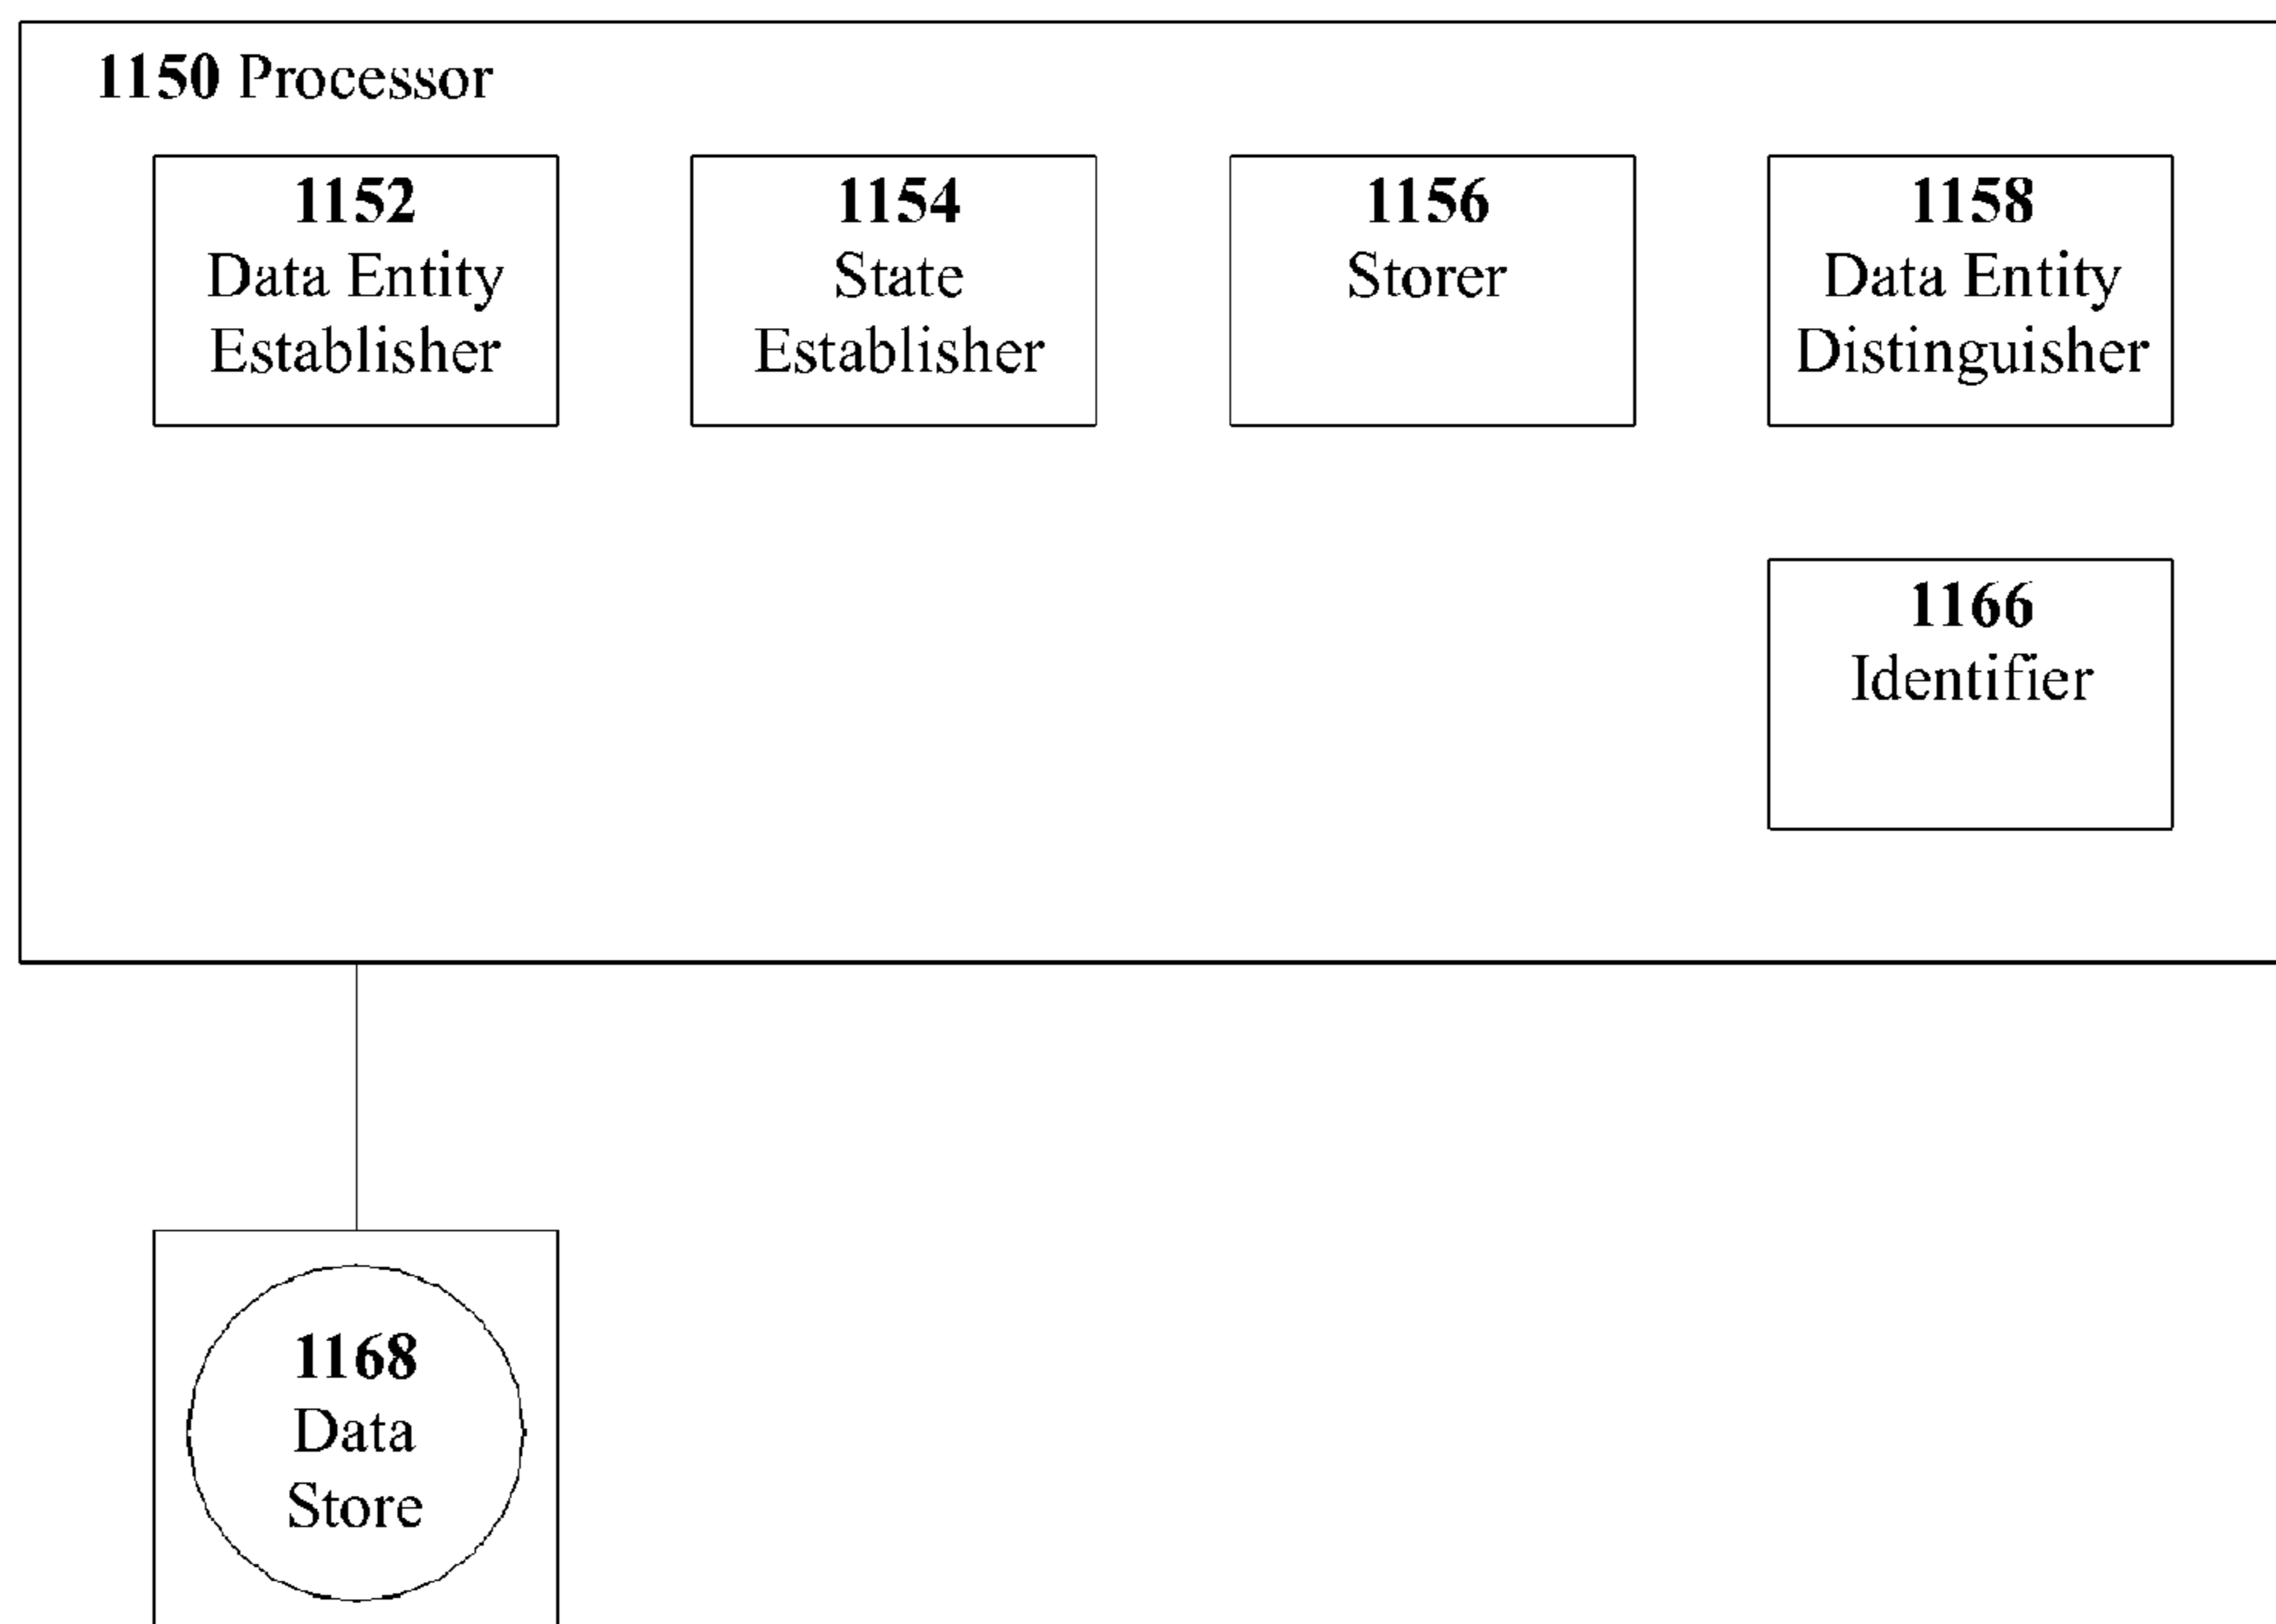 1150 Processor
1152
Data Entity
Establisher
1154
State
Establisher
1156
Storer
1158
Data Entity
Distinguisher
1166
Identifier
1168
Data
Store